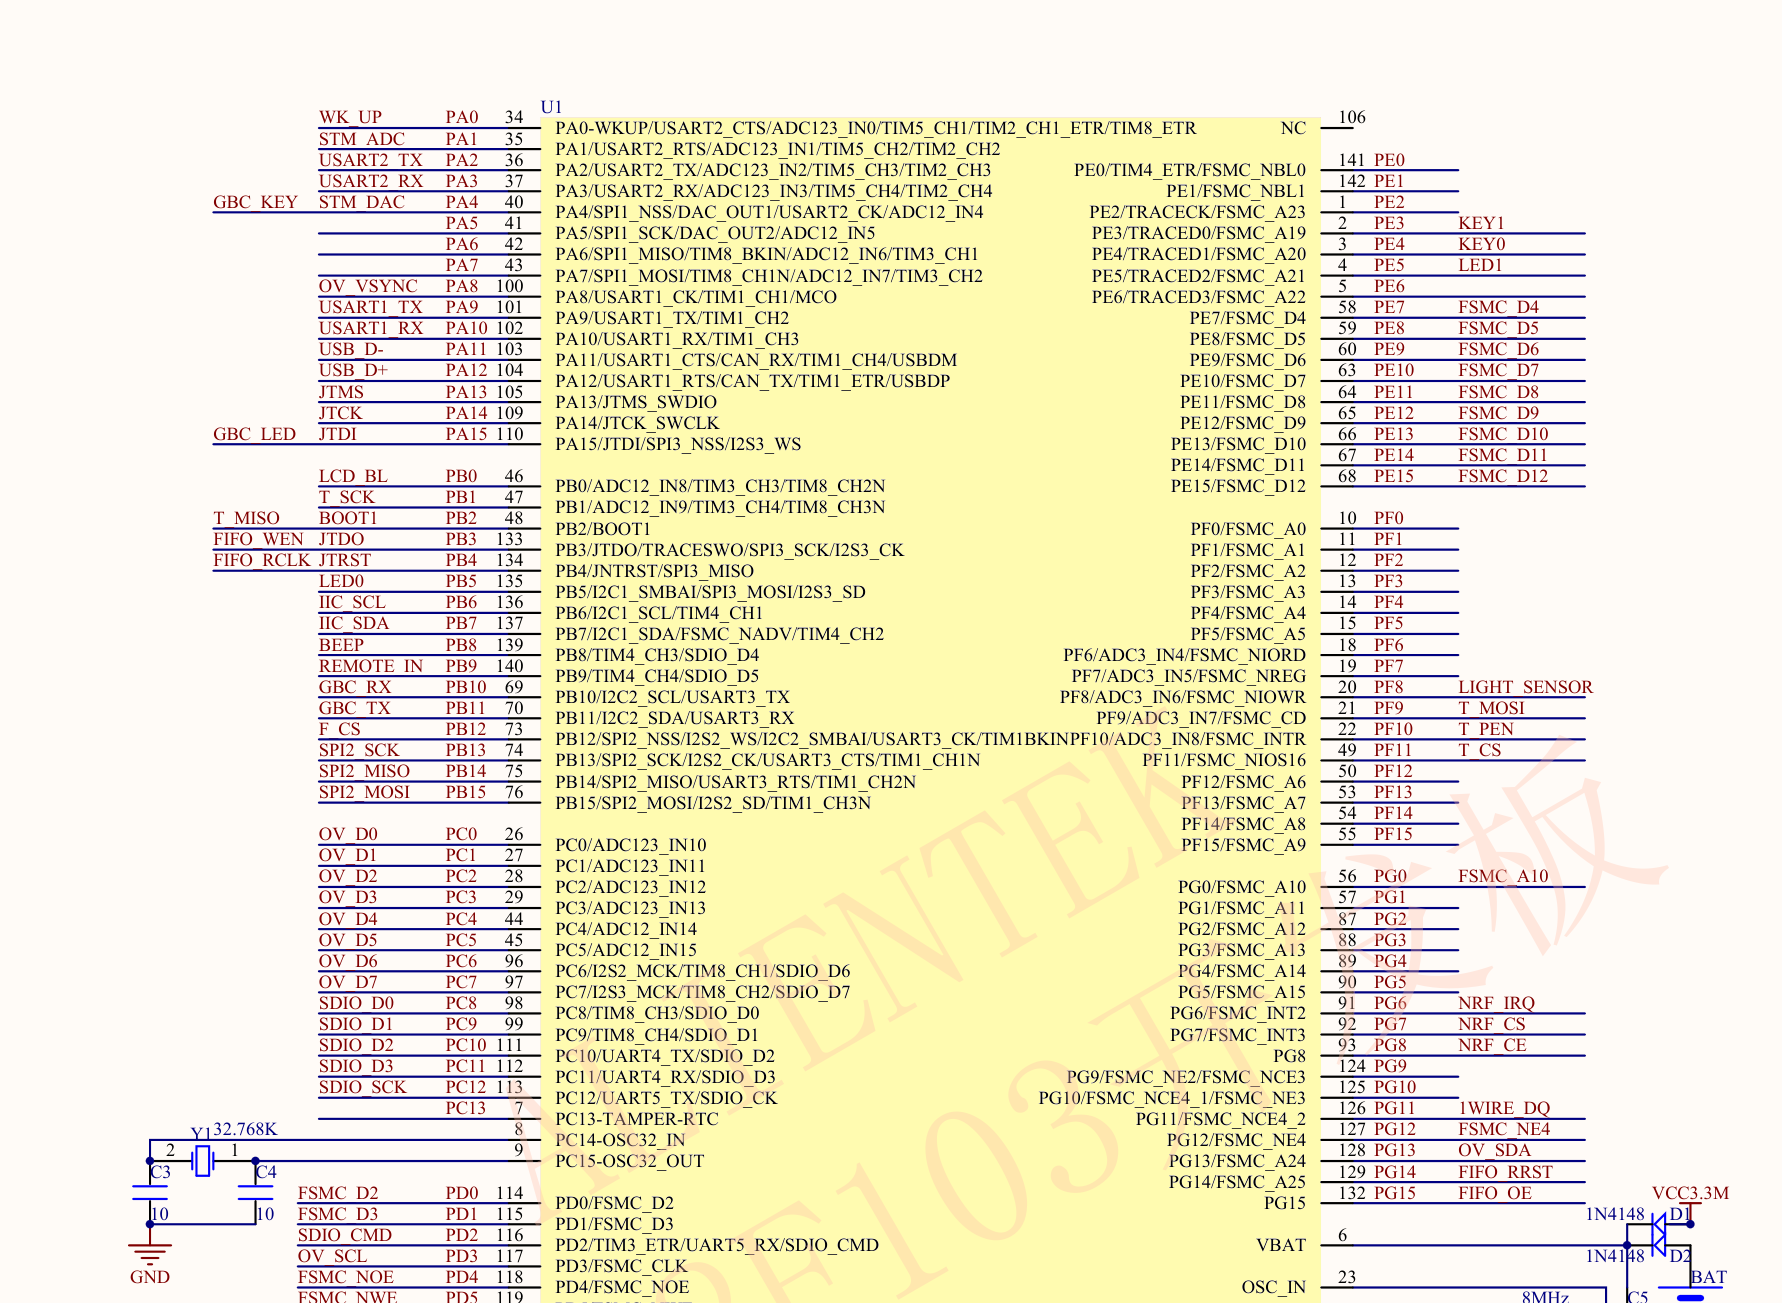 U1
WK_UP PA0 34 PA0-WKUP/USART2_CTS/ADC123_IN0/TIM5_CH1/TIM2_CH1_ETR/TIM8_ETR NC 106
STM_ADC PA1 35 PA1/USART2_RTS/ADC123_IN1/TIM5_CH2/TIM2_CH2
USART2_TX PA2 36 PA2/USART2_TX/ADC123_IN2/TIM5_CH3/TIM2_CH3 PE0/TIM4_ETR/FSMC_NBL0 141 PE0
USART2_RX PA3 37 PA3/USART2_RX/ADC123_IN3/TIM5_CH4/TIM2_CH4 PE1/FSMC_NBL1 142 PE1
GBC_KEY STM_DAC PA4 40 PA4/SPI1_NSS/DAC_OUT1/USART2_CK/ADC12_IN4 PE2/TRACECK/FSMC_A23 1 PE2
PA5 41 PA5/SPI1_SCK/DAC_OUT2/ADC12_IN5 PE3/TRACED0/FSMC_A19 2 PE3 KEY1
PA6 42 PA6/SPI1_MISO/TIM8_BKIN/ADC12_IN6/TIM3_CH1 PE4/TRACED1/FSMC_A20 3 PE4 KEY0
PA7 43 PA7/SPI1_MOSI/TIM8_CH1N/ADC12_IN7/TIM3_CH2 PE5/TRACED2/FSMC_A21 4 PE5 LED1
OV_VSYNC PA8 100 PA8/USART1_CK/TIM1_CH1/MCO PE6/TRACED3/FSMC_A22 5 PE6
USART1_TX PA9 101 PA9/USART1_TX/TIM1_CH2 PE7/FSMC_D4 58 PE7 FSMC_D4
USART1_RX PA10 102 PA10/USART1_RX/TIM1_CH3 PE8/FSMC_D5 59 PE8 FSMC_D5
USB_D- PA11 103 PA11/USART1_CTS/CAN_RX/TIM1_CH4/USBDM PE9/FSMC_D6 60 PE9 FSMC_D6
USB_D+ PA12 104 PA12/USART1_RTS/CAN_TX/TIM1_ETR/USBDP PE10/FSMC_D7 63 PE10 FSMC_D7
JTMS PA13 105 PA13/JTMS_SWDIO PE11/FSMC_D8 64 PE11 FSMC_D8
JTCK PA14 109 PA14/JTCK_SWCLK PE12/FSMC_D9 65 PE12 FSMC_D9
GBC_LED JTDI PA15 110 PA15/JTDI/SPI3_NSS/I2S3_WS PE13/FSMC_D10 66 PE13 FSMC_D10
PE14/FSMC_D11 67 PE14 FSMC_D11
LCD_BL PB0 46 PB0/ADC12_IN8/TIM3_CH3/TIM8_CH2N PE15/FSMC_D12 68 PE15 FSMC_D12
T_SCK PB1 47 PB1/ADC12_IN9/TIM3_CH4/TIM8_CH3N
T_MISO BOOT1 PB2 48 PB2/BOOT1 PF0/FSMC_A0 10 PF0
FIFO_WEN JTDO PB3 133 PB3/JTDO/TRACESWO/SPI3_SCK/I2S3_CK PF1/FSMC_A1 11 PF1
FIFO_RCLK JTRST PB4 134 PB4/JNTRST/SPI3_MISO PF2/FSMC_A2 12 PF2
LED0 PB5 135 PB5/I2C1_SMBAI/SPI3_MOSI/I2S3_SD PF3/FSMC_A3 13 PF3
IIC_SCL PB6 136 PB6/I2C1_SCL/TIM4_CH1 PF4/FSMC_A4 14 PF4
IIC_SDA PB7 137 PB7/I2C1_SDA/FSMC_NADV/TIM4_CH2 PF5/FSMC_A5 15 PF5
BEEP PB8 139 PB8/TIM4_CH3/SDIO_D4 PF6/ADC3_IN4/FSMC_NIORD 18 PF6
REMOTE_IN PB9 140 PB9/TIM4_CH4/SDIO_D5 PF7/ADC3_IN5/FSMC_NREG 19 PF7
GBC_RX PB10 69 PB10/I2C2_SCL/USART3_TX PF8/ADC3_IN6/FSMC_NIOWR 20 PF8 LIGHT_SENSOR
GBC_TX PB11 70 PB11/I2C2_SDA/USART3_RX PF9/ADC3_IN7/FSMC_CD 21 PF9 T_MOSI
F_CS PB12 73 PB12/SPI2_NSS/I2S2_WS/I2C2_SMBAI/USART3_CK/TIM1BKINPF10/ADC3_IN8/FSMC_INTR 22 PF10 T_PEN
SPI2_SCK PB13 74 PB13/SPI2_SCK/I2S2_CK/USART3_CTS/TIM1_CH1N PF11/FSMC_NIOS16 49 PF11 T_CS
SPI2_MISO PB14 75 PB14/SPI2_MISO/USART3_RTS/TIM1_CH2N PF12/FSMC_A6 50 PF12
SPI2_MOSI PB15 76 PB15/SPI2_MOSI/I2S2_SD/TIM1_CH3N PF13/FSMC_A7 53 PF13
PF14/FSMC_A8 54 PF14
OV_D0 PC0 26 PC0/ADC123_IN10 PF15/FSMC_A9 55 PF15
OV_D1 PC1 27 PC1/ADC123_IN11
OV_D2 PC2 28 PC2/ADC123_IN12 PG0/FSMC_A10 56 PG0 FSMC_A10
OV_D3 PC3 29 PC3/ADC123_IN13 PG1/FSMC_A11 57 PG1
OV_D4 PC4 44 PC4/ADC12_IN14 PG2/FSMC_A12 87 PG2
OV_D5 PC5 45 PC5/ADC12_IN15 PG3/FSMC_A13 88 PG3
OV_D6 PC6 96 PC6/I2S2_MCK/TIM8_CH1/SDIO_D6 PG4/FSMC_A14 89 PG4
OV_D7 PC7 97 PC7/I2S3_MCK/TIM8_CH2/SDIO_D7 PG5/FSMC_A15 90 PG5
SDIO_D0 PC8 98 PC8/TIM8_CH3/SDIO_D0 PG6/FSMC_INT2 91 PG6 NRF_IRQ
SDIO_D1 PC9 99 PC9/TIM8_CH4/SDIO_D1 PG7/FSMC_INT3 92 PG7 NRF_CS
SDIO_D2 PC10 111 PC10/UART4_TX/SDIO_D2 PG8 93 PG8 NRF_CE
SDIO_D3 PC11 112 PC11/UART4_RX/SDIO_D3 PG9/FSMC_NE2/FSMC_NCE3 124 PG9
SDIO_SCK PC12 113 PC12/UART5_TX/SDIO_CK PG10/FSMC_NCE4_1/FSMC_NE3 125 PG10
PC13 7 PC13-TAMPER-RTC PG11/FSMC_NCE4_2 126 PG11 1WIRE_DQ
Y1 32.768K 8 PC14-OSC32_IN PG12/FSMC_NE4 127 PG12 FSMC_NE4
2 1 9 PC15-OSC32_OUT PG13/FSMC_A24 128 PG13 OV_SDA
C3 C4 PG14/FSMC_A25 129 PG14 FIFO_RRST
FSMC_D2 PD0 114 PD0/FSMC_D2 PG15 132 PG15 FIFO_OE VCC3.3M
10 10 FSMC_D3 PD1 115 PD1/FSMC_D3 1N4148 D1
SDIO_CMD PD2 116 PD2/TIM3_ETR/UART5_RX/SDIO_CMD VBAT 6
OV_SCL PD3 117 PD3/FSMC_CLK 1N4148 D2
GND FSMC_NOE PD4 118 PD4/FSMC_NOE OSC_IN 23 BAT
FSMC_NWE PD5 119 8MHz C5
ALIENTEK
103开发板